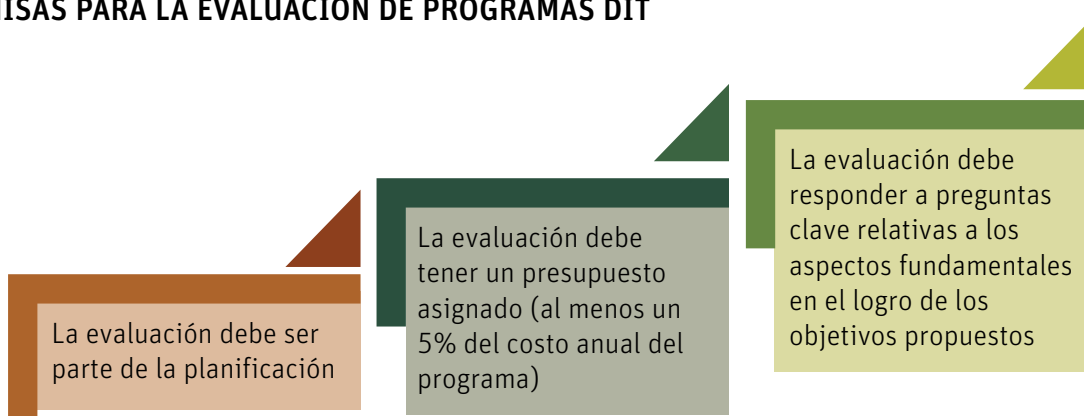 PARA LA EVALUACIÓN DE PROGRAMAS DIT
La evaluación debe ser
parte de la planificación
La evaluación debe
tener un presupuesto
asignado (al menos un
5% del costo anual del
programa)
La evaluación debe
responder a preguntas
clave relativas a los
aspectos fundamentales
en el logro de los
objetivos propuestos